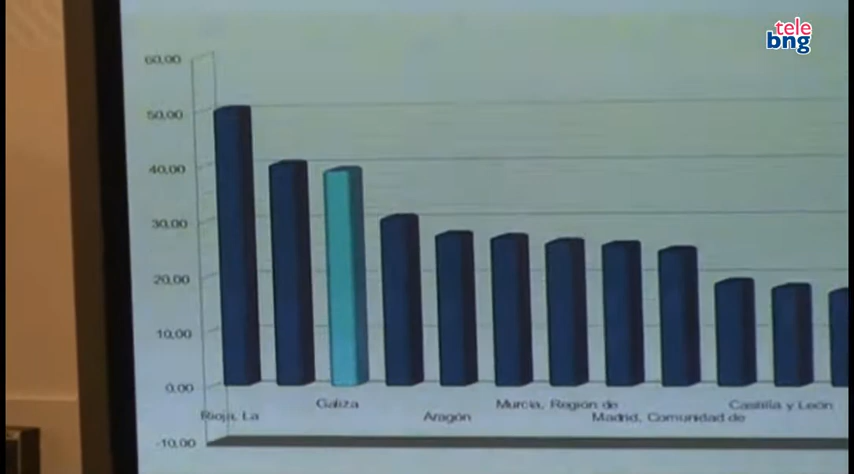 tele
bng
60,00
50,00
40,00
30,00
20,00
10,00
0,00
-10,00
Rioja, La
Galiza
Aragón
Murcia, Región de
Madrid, Comunidad de
Castilla y León